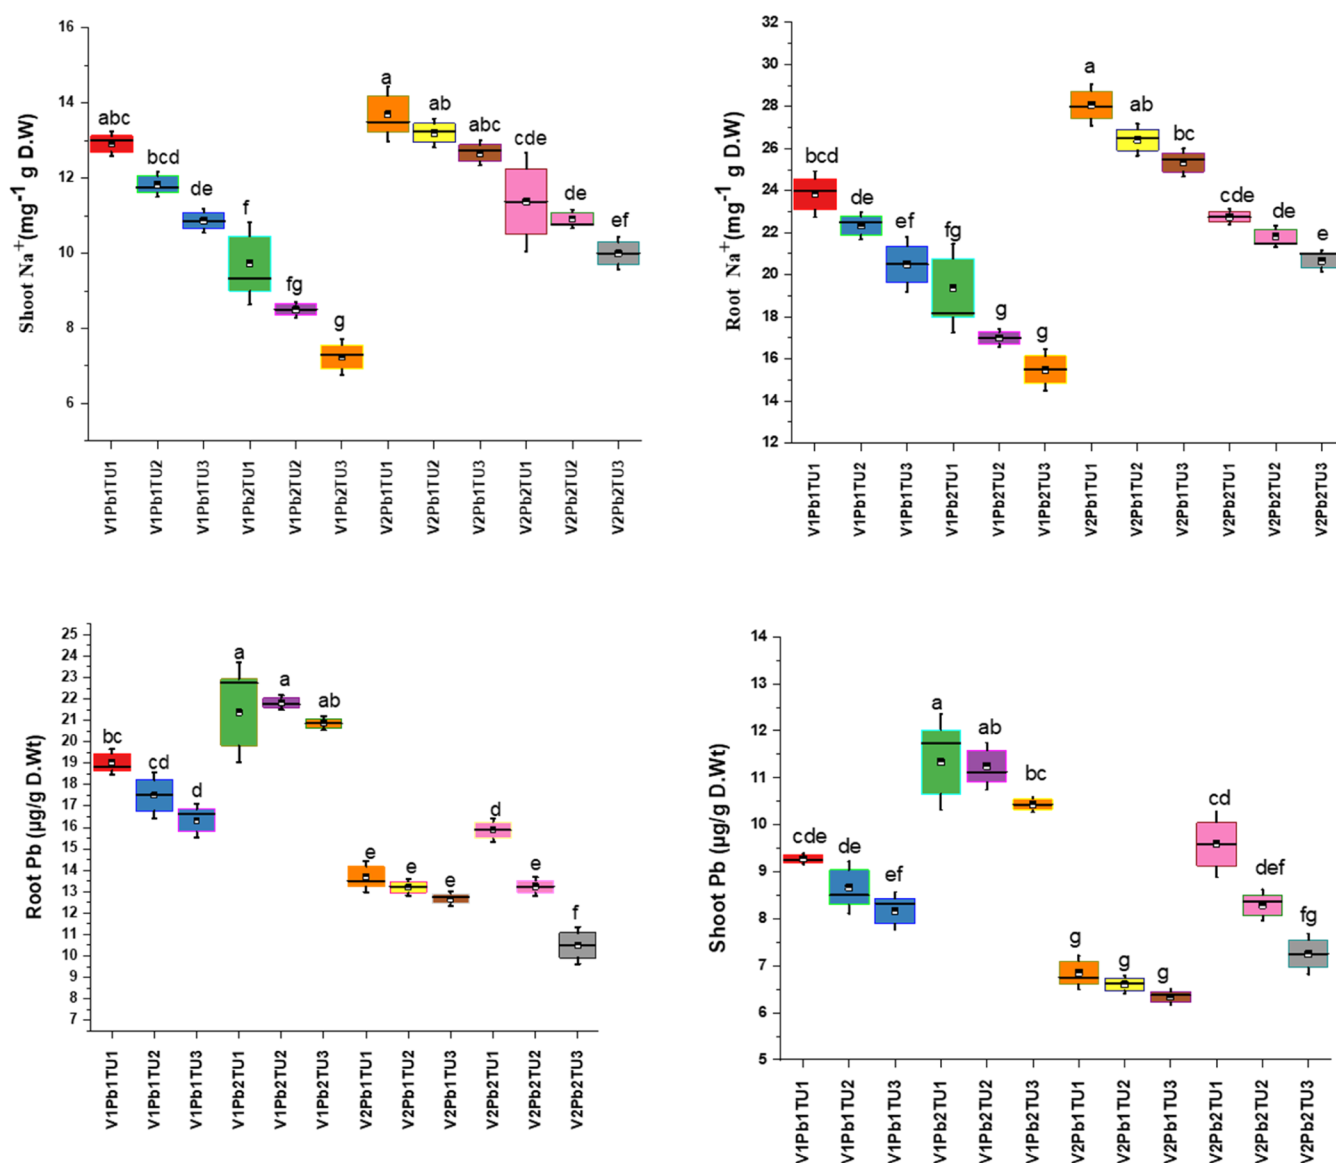 Shoot Na+(mg-1 g D.W)
16
14
12
10
8
6
abc
bcd
de
f
fg
g
a
ab
abc
cde
de
ef
V1Pb1TU1
V1Pb1TU2
V1Pb1TU3
V1Pb2TU1
V1Pb2TU2
V1Pb2TU3
V2Pb1TU1
V2Pb1TU2
V2Pb1TU3
V2Pb2TU1
V2Pb2TU2
V2Pb2TU3
Root Na+(mg-1 g D.W)
32
30
28
26
24
22
20
18
16
14
12
bcd
de
ef
fg
g
g
a
ab
bc
cde
de
e
V1Pb1TU1
V1Pb1TU2
V1Pb1TU3
V1Pb2TU1
V1Pb2TU2
V1Pb2TU3
V2Pb1TU1
V2Pb1TU2
V2Pb1TU3
V2Pb2TU1
V2Pb2TU2
V2Pb2TU3
Root Pb (µg/g D.Wt)
25
24
23
22
21
20
19
18
17
16
15
14
13
12
11
10
9
8
7
bc
cd
d
a
a
ab
e
e
e
d
e
f
V1Pb1TU1
V1Pb1TU2
V1Pb1TU3
V1Pb2TU1
V1Pb2TU2
V1Pb2TU3
V2Pb1TU1
V2Pb1TU2
V2Pb1TU3
V2Pb2TU1
V2Pb2TU2
V2Pb2TU3
Shoot Pb (µg/g D.Wt)
14
13
12
11
10
9
8
7
6
5
cde
de
ef
a
ab
bc
g
g
g
cd
def
fg
V1Pb1TU1
V1Pb1TU2
V1Pb1TU3
V1Pb2TU1
V1Pb2TU2
V1Pb2TU3
V2Pb1TU1
V2Pb1TU2
V2Pb1TU3
V2Pb2TU1
V2Pb2TU2
V2Pb2TU3